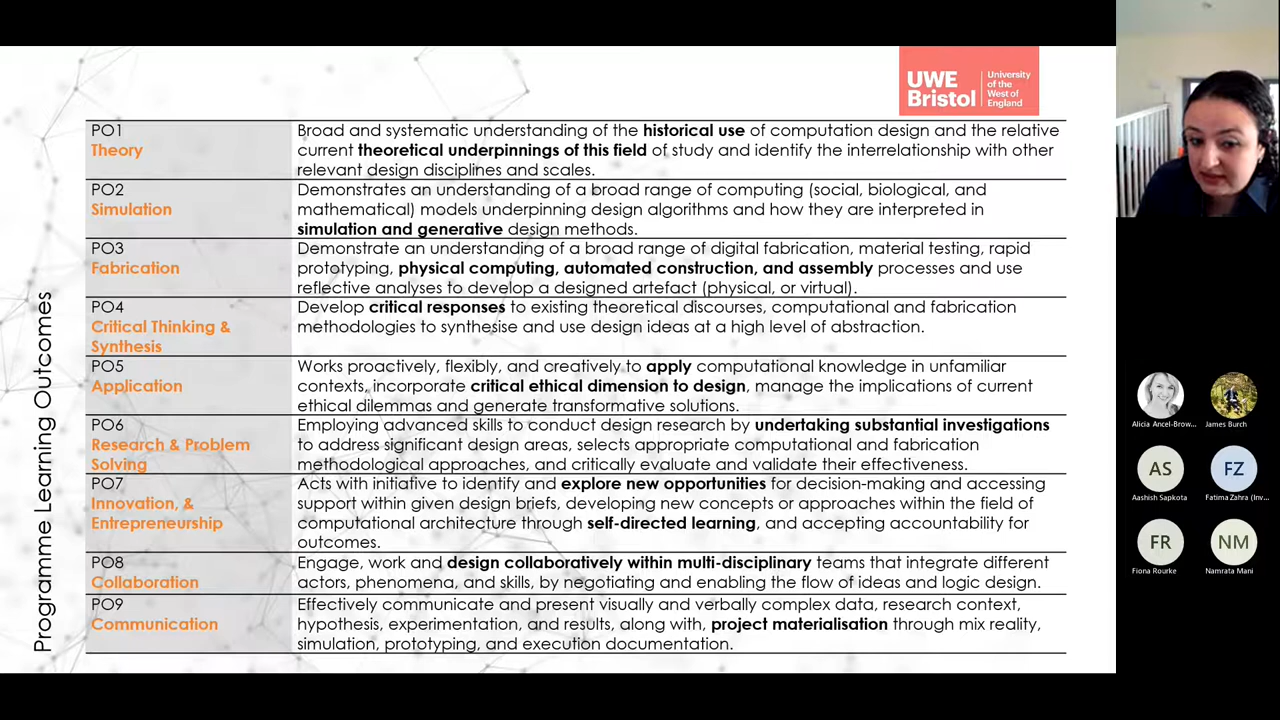 UWE
Bristol
University
of the
West of
England
Programme Learning Outcomes
PO1
Theory
Broad and systematic understanding of the historical use of computation design and the relative
current theoretical underpinnings of this field of study and identify the interrelationship with other
relevant design disciplines and scales.
PO2
Simulation
Demonstrates an understanding of a broad range of computing (social, biological, and
mathematical) models underpinning design algorithms and how they are interpreted in
simulation and generative design methods.
PO3
Fabrication
Demonstrate an understanding of a broad range of digital fabrication, material testing, rapid
prototyping, physical computing, automated construction, and assembly processes and use
reflective analyses to develop a designed artefact (physical, or virtual).
PO4
Critical Thinking &
Synthesis
Develop critical responses to existing theoretical discourses, computational and fabrication
methodologies to synthesise and use design ideas at a high level of abstraction.
PO5
Application
Works proactively, flexibly, and creatively to apply computational knowledge in unfamiliar
contexts, incorporate critical ethical dimension to design, manage the implications of current
ethical dilemmas and generate transformative solutions.
PO6
Research & Problem
Solving
Employing advanced skills to conduct design research by undertaking substantial investigations
to address significant design areas, selects appropriate computational and fabrication
methodological approaches, and critically evaluate and validate their effectiveness.
PO7
Innovation, &
Entrepreneurship
Acts with initiative to identify and explore new opportunities for decision-making and accessing
support within given design briefs, developing new concepts or approaches within the field of
computational architecture through self-directed learning, and accepting accountability for
outcomes.
PO8
Collaboration
Engage, work and design collaboratively within multi-disciplinary teams that integrate different
actors, phenomena, and skills, by negotiating and enabling the flow of ideas and logic design.
PO9
Communication
Effectively communicate and present visually and verbally complex data, research context,
hypothesis, experimentation, and results, along with, project materialisation through mix reality,
simulation, prototyping, and execution documentation.
Alicia Ancel-Brow...
James Burch
AS
FZ
Aashish Sapkota
Fatima Zahra (Inv...
FR
NM
Fiona Rourke
Namrata Mani